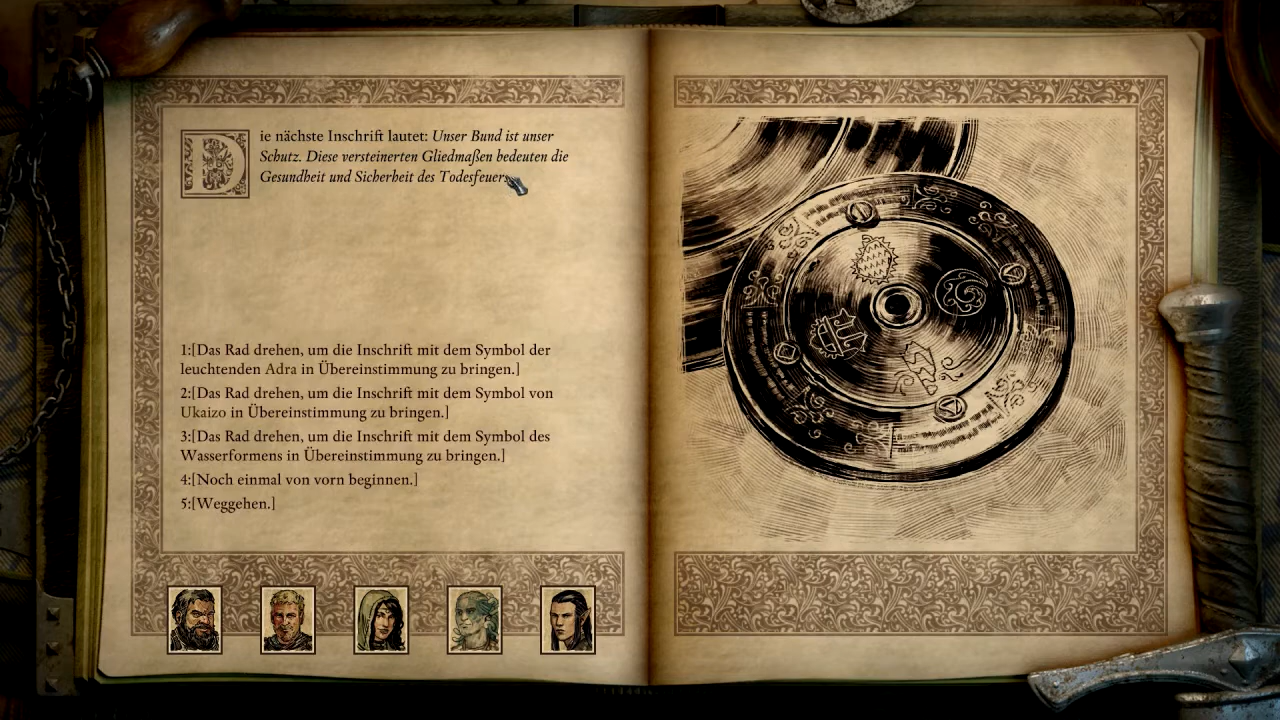 Die nächste Inschrift lautet: Unser Bund ist unser
Schutz. Diese versteinerten Gliedmaßen bedeuten die
Gesundheit und Sicherheit des Todesfeuers.
1:[Das Rad drehen, um die Inschrift mit dem Symbol der
leuchtenden Adra in Übereinstimmung zu bringen.]
2:[Das Rad drehen, um die Inschrift mit dem Symbol von
Ukaizo in Übereinstimmung zu bringen.]
3:[Das Rad drehen, um die Inschrift mit dem Symbol des
Wasserformens in Übereinstimmung zu bringen.]
4:[Noch einmal von vorn beginnen.]
5:[Weggehen.]